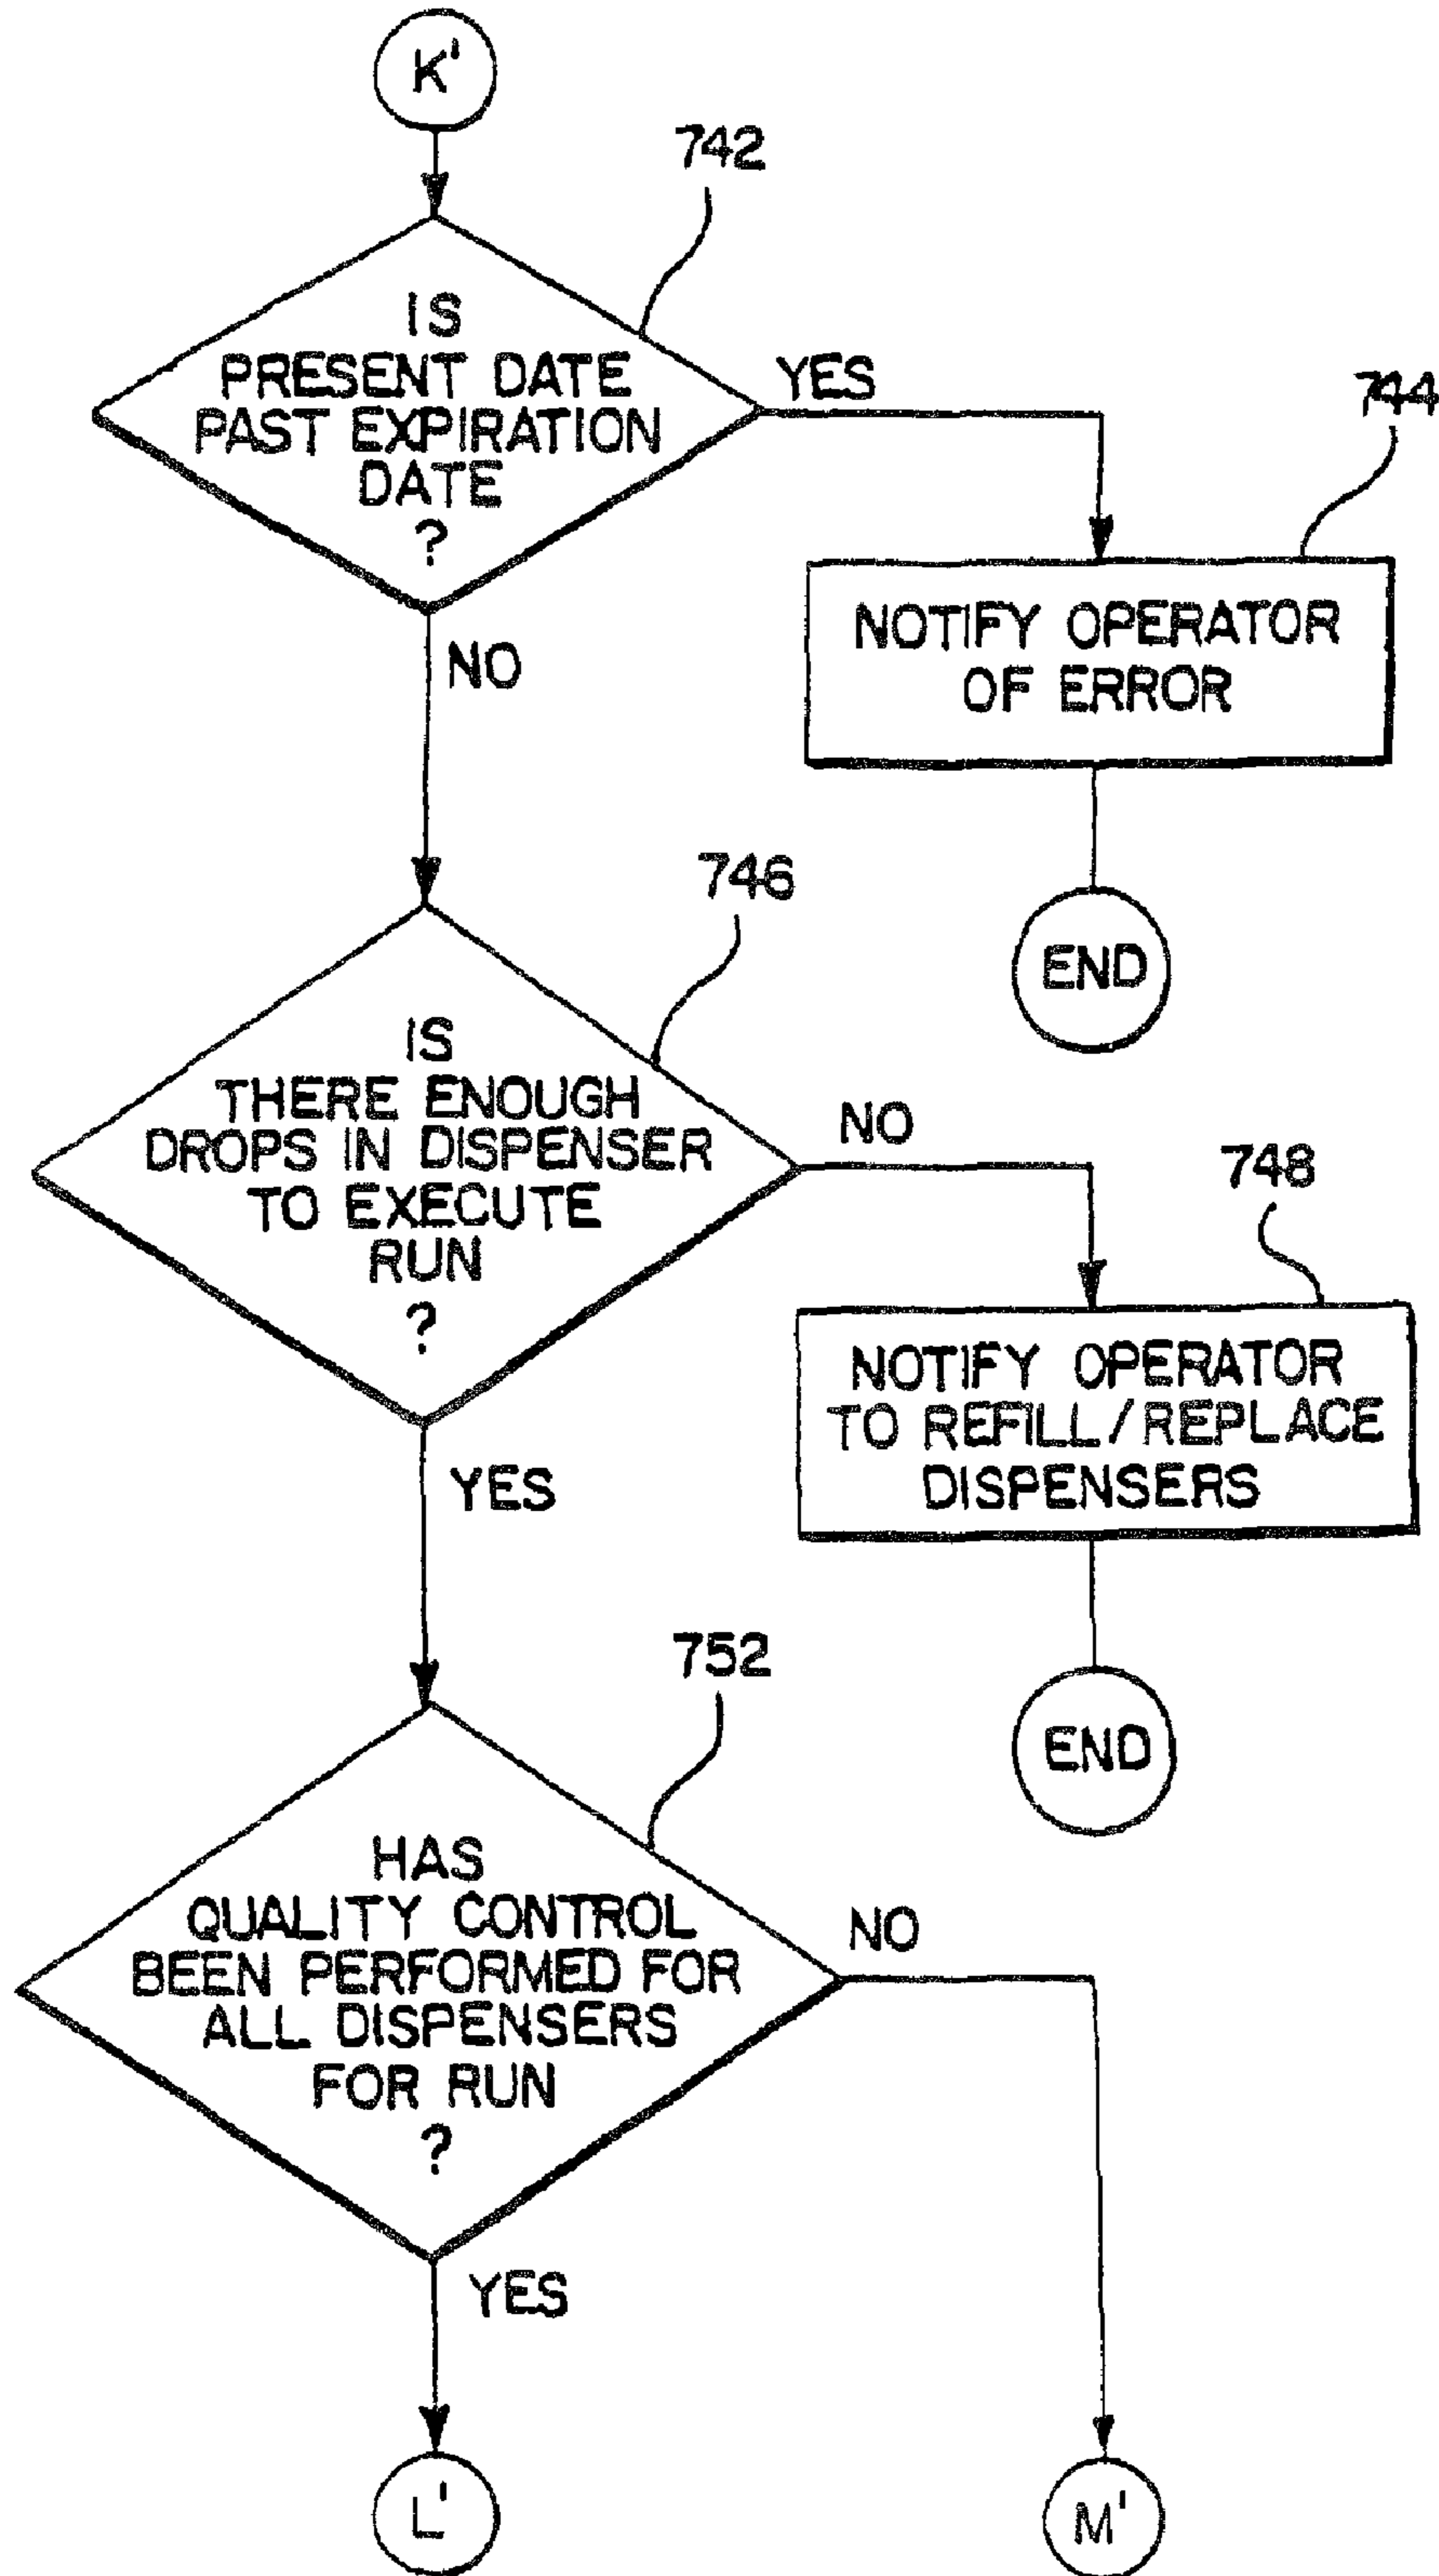 K'
742
IS
PRESENT DATE
PAST EXPIRATION
DATE
?
YES
744
NOTIFY OPERATOR
OF ERROR
END
NO
746
IS
THERE ENOUGH
DROPS IN DISPENSER
TO EXECUTE
RUN
?
NO
748
NOTIFY OPERATOR
TO REFILL/REPLACE
DISPENSERS
END
YES
752
HAS
QUALITY CONTROL
BEEN PERFORMED FOR
ALL DISPENSERS
FOR RUN
?
NO
YES
L'
M'